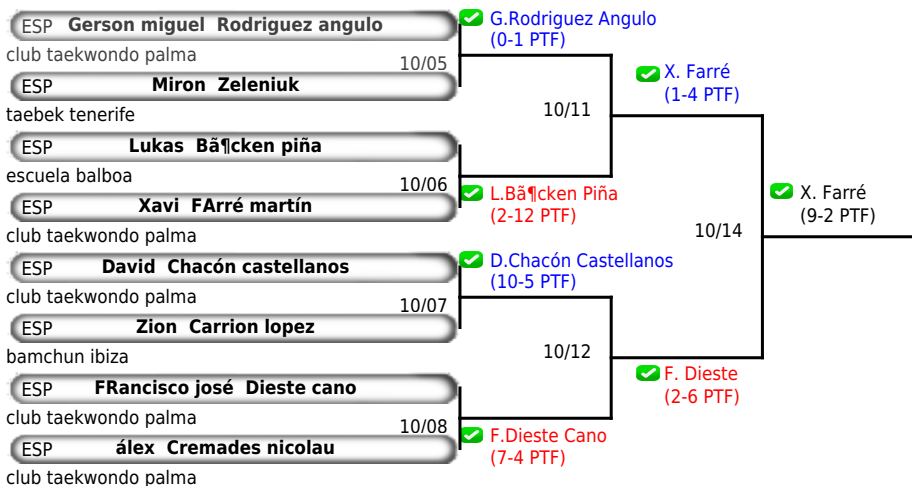 ESP Gerson miguel Rodriguez angulo
club taekwondo palma
10/05
ESP Miron Zeleniuk
taebek tenerife
ESP Lukas Bã¶cken piña
escuela balboa
10/06
ESP Xavi FArré martín
club taekwondo palma
ESP David Chacón castellanos
club taekwondo palma
10/07
ESP Zion Carrion lopez
bamchun ibiza
ESP FRancisco josé Dieste cano
club taekwondo palma
10/08
ESP álex Cremades nicolau
club taekwondo palma
G.Rodriguez Angulo
(0-1 PTF)
10/11
L.Bã¶cken Piña
(2-12 PTF)
D.Chacón Castellanos
(10-5 PTF)
10/12
F.Dieste Cano
(7-4 PTF)
X. Farré
(1-4 PTF)
10/14
F. Dieste
(2-6 PTF)
X. Farré
(9-2 PTF)